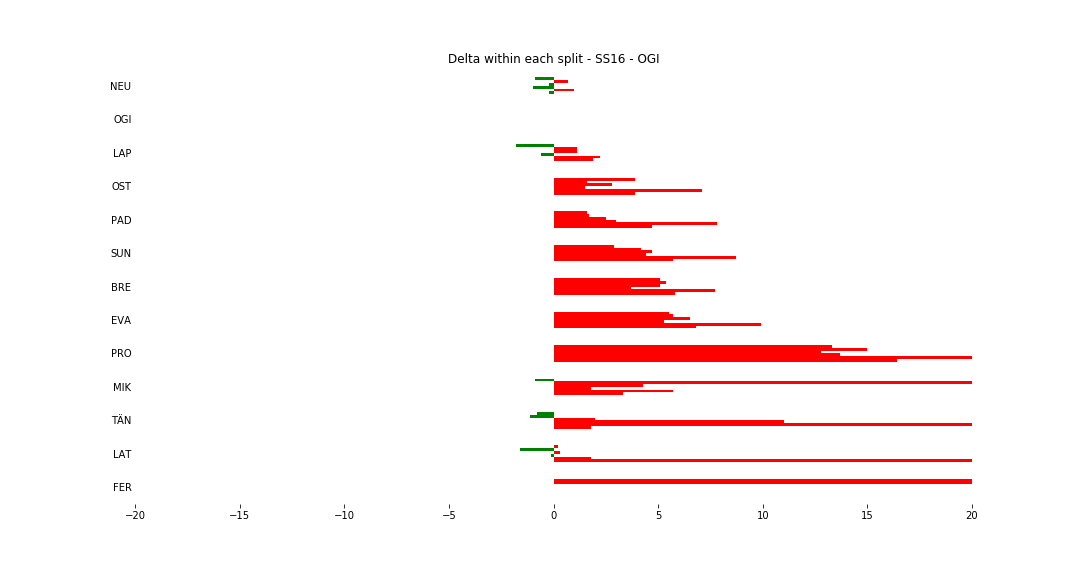 Delta within each split - SS16 - OGI
NEU
OGI
LAP
OST
PAD
SUN
BRE
EVA
PRO
MIK
TÄN
LAT
FER
−20 −15 −10 −5 0 5 10 15 20